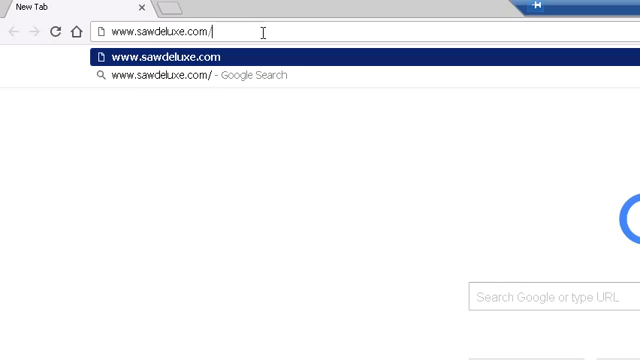 New Tab
www.sawdeluxe.com/
www.sawdeluxe.com
www.sawdeluxe.com/ - Google Search
Search Google or type URL